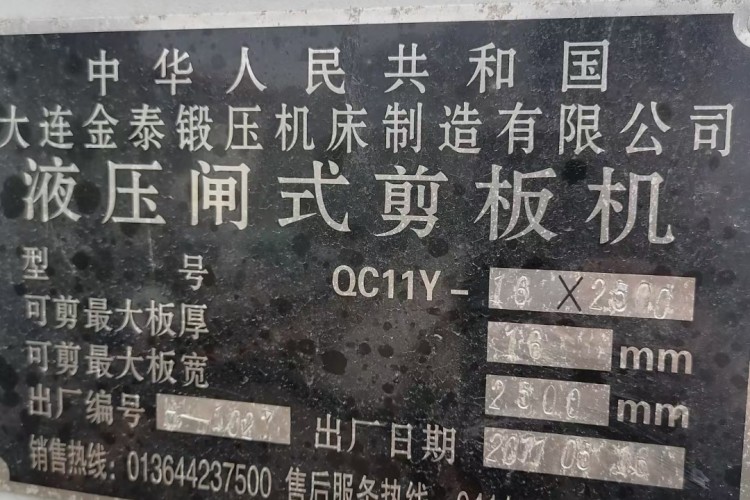 中华人民共和国
大连金泰锻压机床制造有限公司
液压闸式剪板机
型号 QC11Y- 16X2500
可剪最大板厚 16 mm
可剪最大板宽 2500 mm
出厂编号 出厂日期 2011
销售热线: 013644237500 售后服务热线: